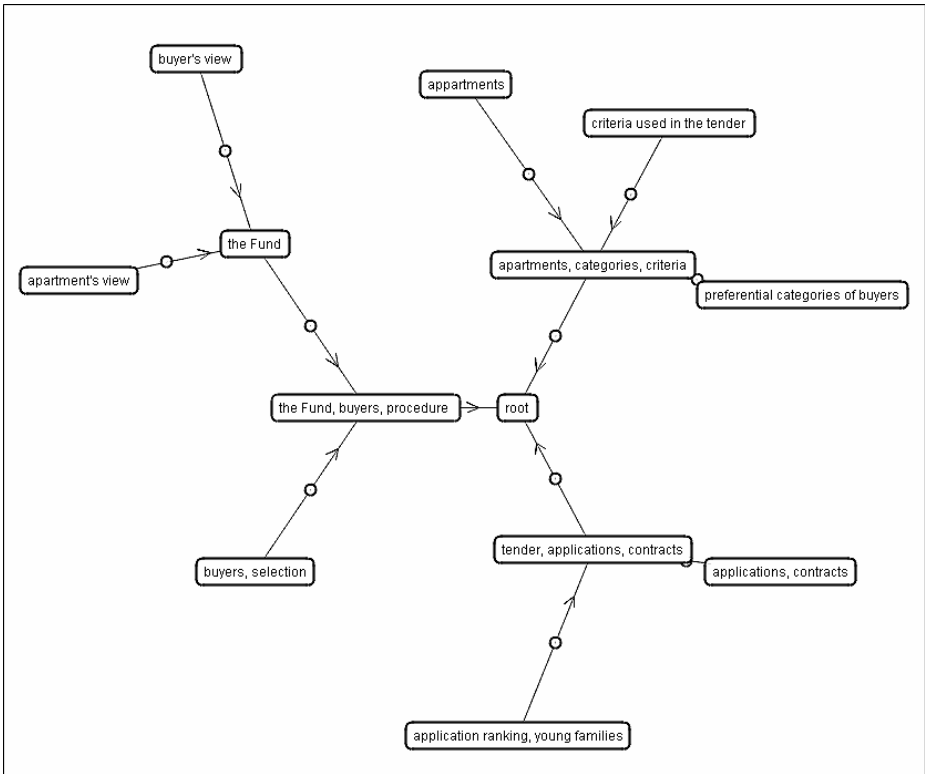 buyer's view
appartments
criteria used in the tender
the Fund
apartment's view
apartments, categories, criteria
preferential categories of buyers
the Fund, buyers, procedure
root
tender, applications, contracts
buyers, selection
applications, contracts
application ranking, young families